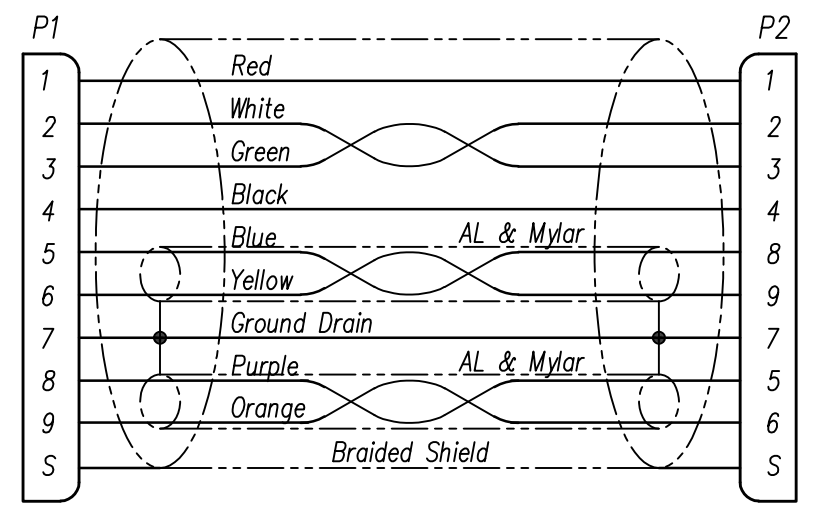 P1 P2
1 Red 1
2 White 2
3 Green 3
4 Black 4
5 Blue AL & Mylar 8
6 Yellow 9
7 Ground Drain 7
8 Purple AL & Mylar 5
9 Orange 6
S Braided Shield S